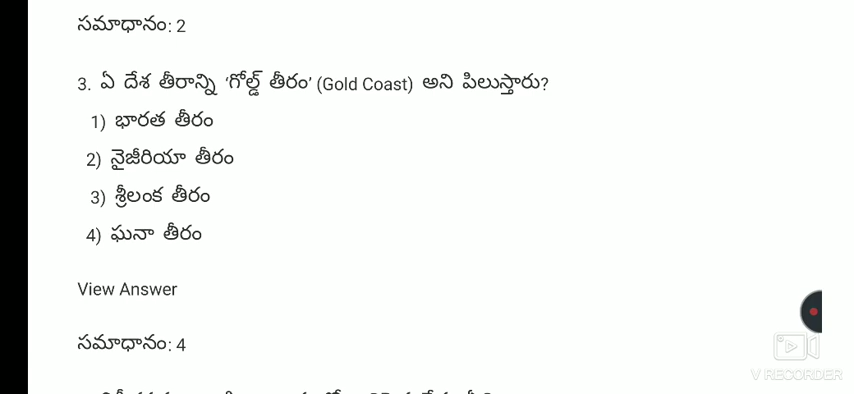 సమాధానం: 2
3. ఏ దేశ తీరాన్ని ‘గోల్డ్ తీరం’ (Gold Coast) అని పిలుస్తారు?
1) భారత తీరం
2) నైజీరియా తీరం
3) శ్రీలంక తీరం
4) ఘనా తీరం
View Answer
సమాధానం: 4
V RECORDER